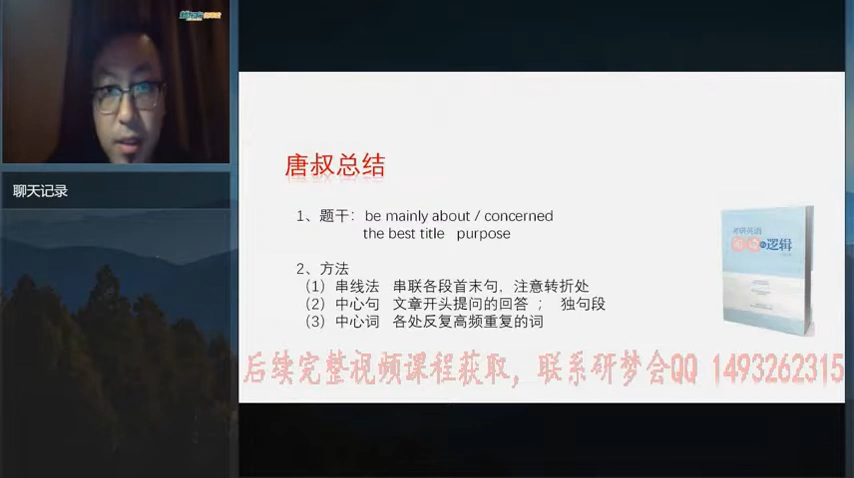 聊天记录
唐叔总结
1、题干：be mainly about / concerned
the best title purpose
2、方法
（1）串线法 串联各段首末句，注意转折处
（2）中心句 文章开头提问的回答 ； 独句段
（3）中心词 各处反复高频重复的词
考研英语
的逻辑
后续完整视频课程获取，联系研梦会QQ 1493262315